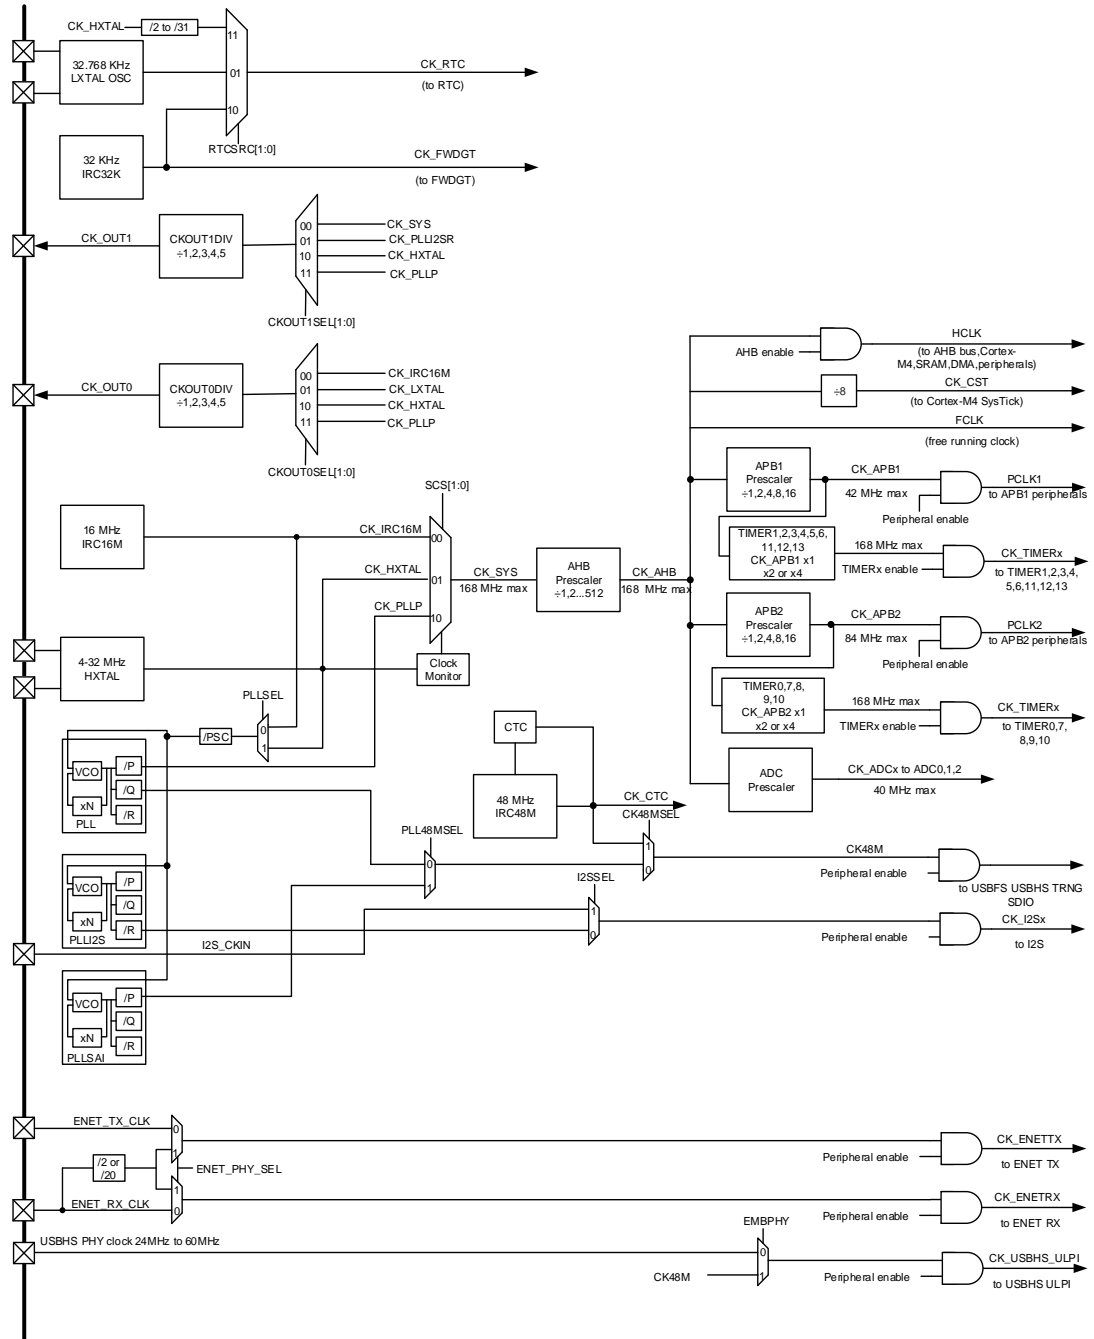 CK_HXTAL
/2 to /31
11
32.768 KHz
LXTAL OSC
01
CK_RTC
(to RTC)
10
RTCSRC[1:0]
32 KHz
IRC32K
CK_FWDGT
(to FWDGT)
CK_OUT1
CKOUT1DIV
÷1,2,3,4,5
00
01
10
11
CK_SYS
CK_PLLI2SR
CK_HXTAL
CK_PLLP
CKOUT1SEL[1:0]
CK_OUT0
CKOUT0DIV
÷1,2,3,4,5
00
01
10
11
CK_IRC16M
CK_LXTAL
CK_HXTAL
CK_PLLP
CKOUT0SEL[1:0]
AHB enable
HCLK
(to AHB bus,Cortex-
M4,SRAM,DMA,peripherals)
÷8
CK_CST
(to Cortex-M4 SysTick)
FCLK
(free running clock)
SCS[1:0]
16 MHz
IRC16M
CK_IRC16M
00
CK_HXTAL
01
CK_PLLP
10
CK_SYS
168 MHz max
AHB
Prescaler
÷1,2...512
CK_AHB
168 MHz max
4-32 MHz
HXTAL
Clock
Monitor
APB1
Prescaler
÷1,2,4,8,16
CK_APB1
42 MHz max
Peripheral enable
PCLK1
to APB1 peripherals
TIMER1,2,3,4,5,6,
11,12,13
CK_APB1 x1
x2 or x4
168 MHz max
TIMERx enable
CK_TIMERx
to TIMER1,2,3,4,
5,6,11,12,13
APB2
Prescaler
÷1,2,4,8,16
CK_APB2
84 MHz max
Peripheral enable
PCLK2
to APB2 peripherals
TIMER0,7,8,
9,10
CK_APB2 x1
x2 or x4
168 MHz max
TIMERx enable
CK_TIMERx
to TIMER0,7,
8,9,10
ADC
Prescaler
CK_ADCx to ADC0,1,2
40 MHz max
PLLSEL
0
1
/PSC
VCO
xN
/P
/Q
/R
PLL
CTC
48 MHz
IRC48M
CK_CTC
CK48MSEL
1
0
PLL48MSEL
0
1
CK48M
Peripheral enable
to USBFS USBHS TRNG
SDIO
VCO
xN
/P
/Q
/R
PLLI2S
I2SSEL
1
0
I2S_CKIN
Peripheral enable
CK_I2Sx
to I2S
VCO
xN
/P
/Q
/R
PLLSAI
ENET_TX_CLK
0
1
/2 or
/20
ENET_PHY_SEL
1
0
ENET_RX_CLK
Peripheral enable
CK_ENETTX
to ENET TX
Peripheral enable
CK_ENETRX
to ENET RX
USBHS PHY clock 24MHz to 60MHz
EMBPHY
0
1
CK48M
Peripheral enable
CK_USBHS_ULPI
to USBHS ULPI